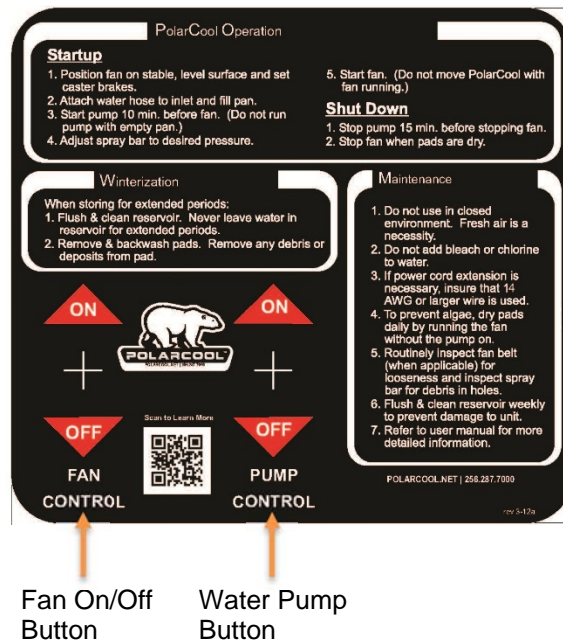 PolarCool Operation
Startup
1. Position fan on stable, level surface and set
caster brakes.
2. Attach water hose to inlet and fill pan.
3. Start pump 10 min. before fan. (Do not run
pump with empty pan.)
4. Adjust spray bar to desired pressure.
5. Start fan. (Do not move PolarCool with
fan running.)
Shut Down
1. Stop pump 15 min. before stopping fan.
2. Stop fan when pads are dry.
Winterization
When storing for extended periods:
1. Flush & clean reservoir. Never leave water in
reservoir for extended periods.
2. Remove & backwash pads. Remove any debris or
deposits from pad.
Maintenance
1. Do not use in closed
environment. Fresh air is a
necessity.
2. Do not add bleach or chlorine
to water.
3. If power cord extension is
necessary, insure that 14
AWG or larger wire is used.
4. To prevent algae, dry pads
daily by running the fan
without the pump on.
5. Routinely inspect fan belt
(when applicable) for
looseness and inspect spray
bar for debris in holes.
6. Flush & clean reservoir weekly
to prevent damage to unit.
7. Refer to user manual for more
detailed information.
ON
ON
POLARCOOL
Scan to Learn More
OFF
OFF
FAN
CONTROL
PUMP
CONTROL
POLARCOOL.NET | 256.287.7000
rev 3-12a
Fan On/Off
Button
Water Pump
Button